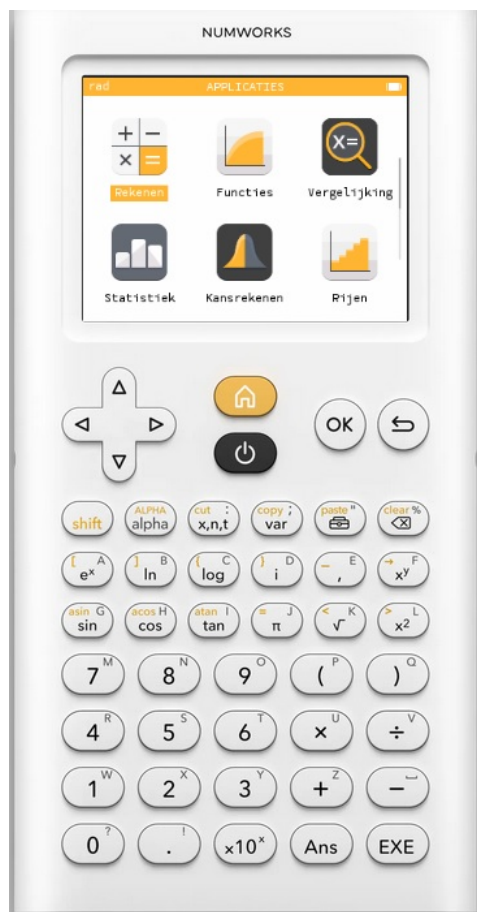 NUMWORKS
rad APPLICATIES
+ − × =
X=
Rekenen Functies Vergelijking
Statistiek Kansrekenen Rijen
OK
shift ALPHA alpha cut : x,n,t copy ; var paste " clear %
[ A eˣ ] B ln { C log } D i _ E , → F xʸ
asin G sin acos H cos atan I tan = J π < K √ > L x²
7 M 8 N 9 O ( P ) Q
4 R 5 S 6 T × U ÷ V
1 W 2 X 3 Y + Z −
0 ? . ! ×10ˣ Ans EXE